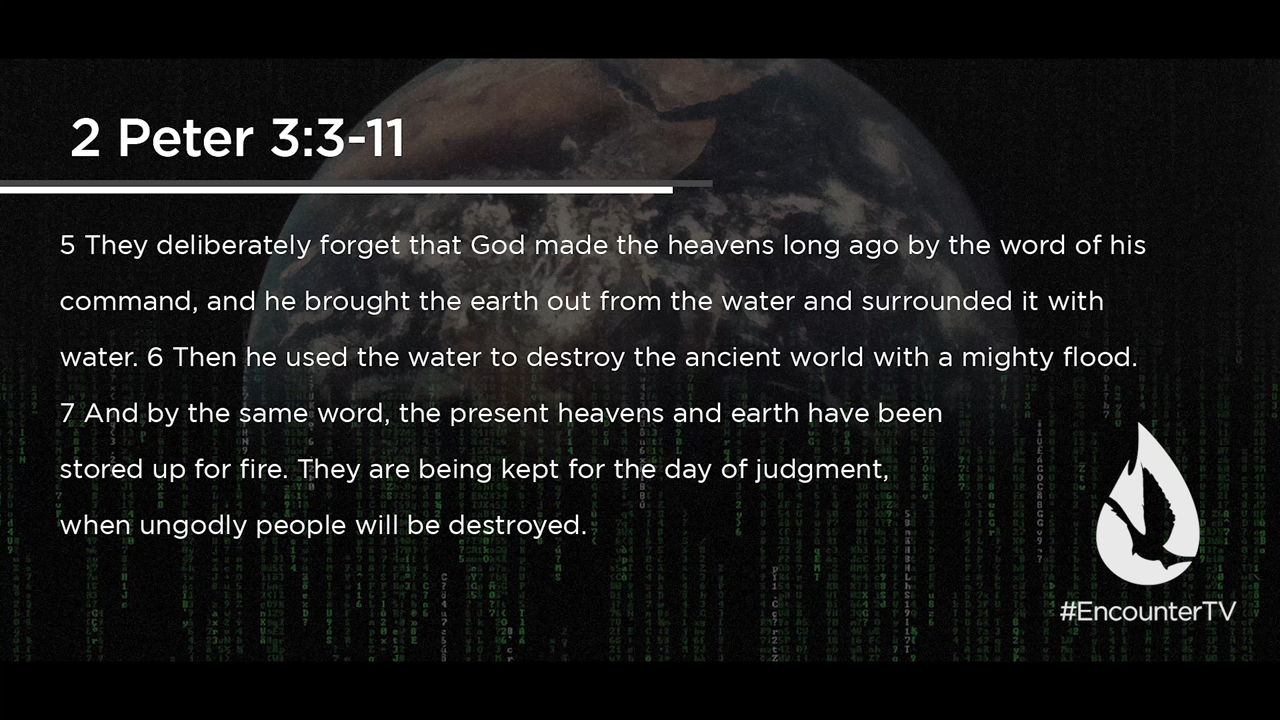 2 Peter 3:3-11
5 They deliberately forget that God made the heavens long ago by the word of his
command, and he brought the earth out from the water and surrounded it with
water. 6 Then he used the water to destroy the ancient world with a mighty flood.
7 And by the same word, the present heavens and earth have been
stored up for fire. They are being kept for the day of judgment,
when ungodly people will be destroyed.
#EncounterTV